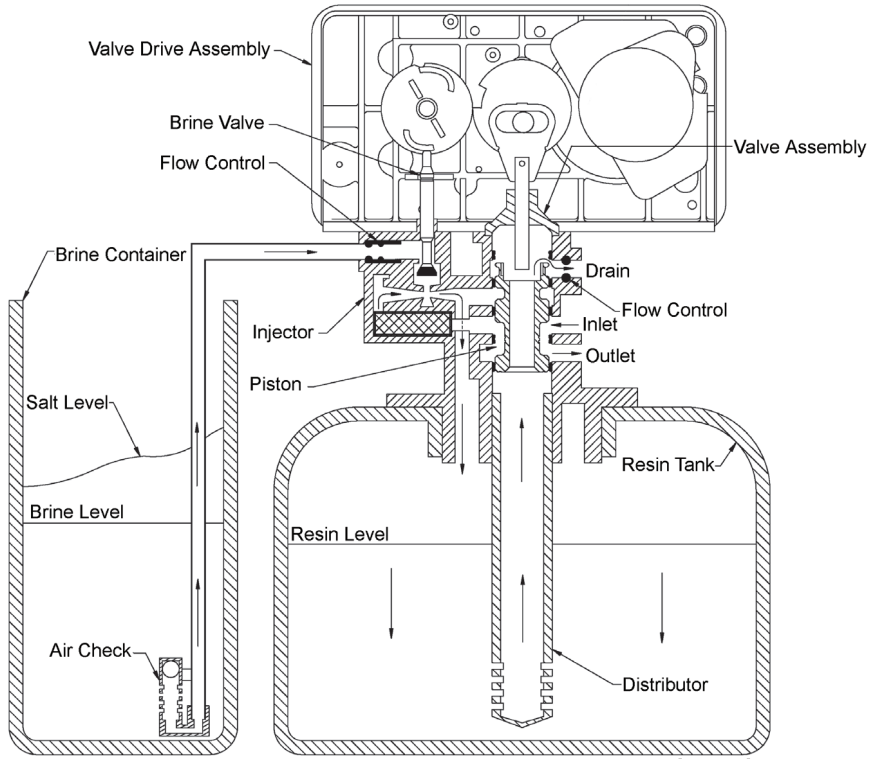 Valve Drive Assembly
Brine Valve
Flow Control
Valve Assembly
Brine Container
Drain
Flow Control
Injector
Inlet
Outlet
Piston
Salt Level
Resin Tank
Brine Level
Resin Level
Air Check
Distributor